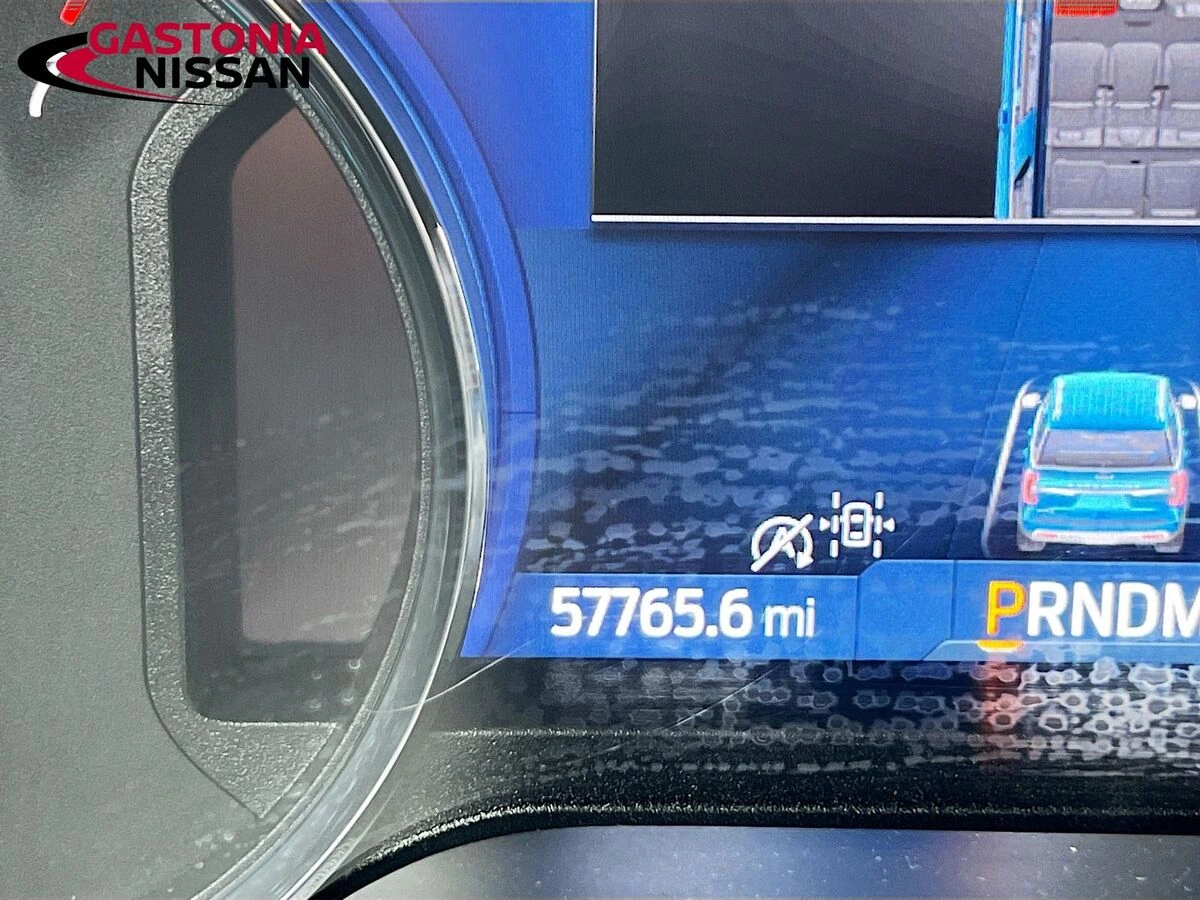 GASTONIA
NISSAN
A
57765.6 mi
PRNDM